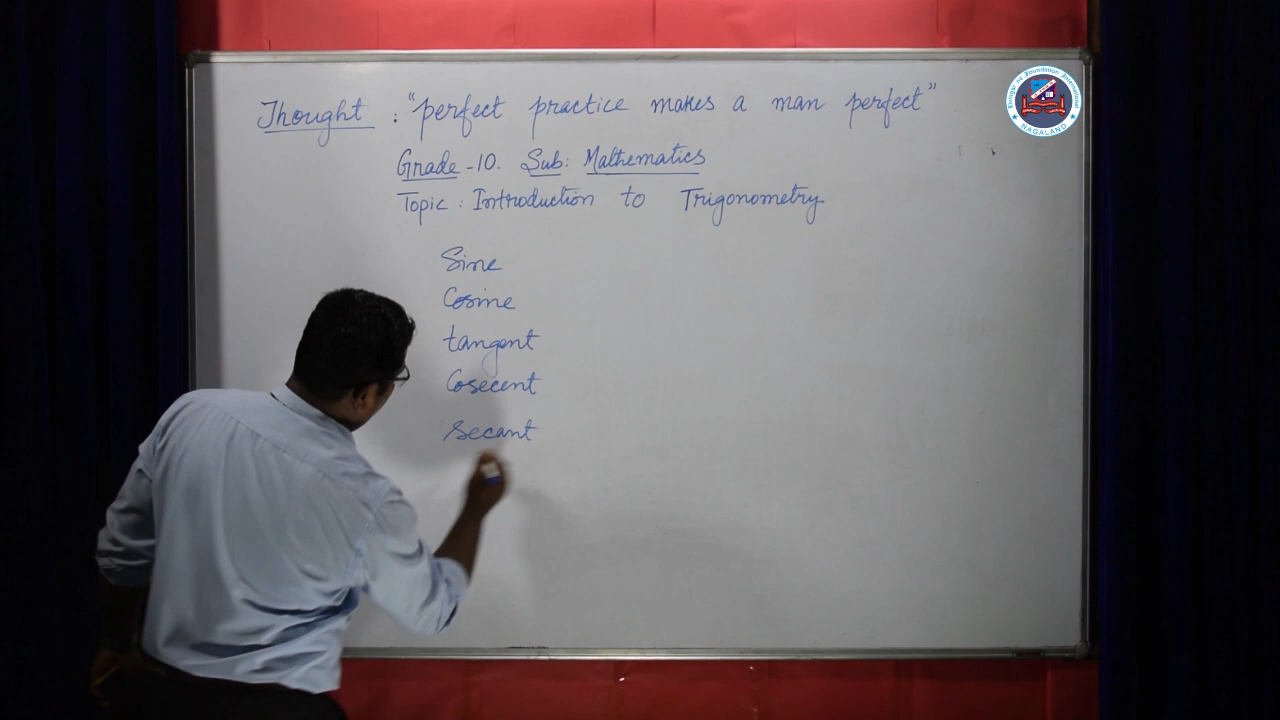 Thought : "perfect practice makes a man perfect"
Grade - 10. Sub: Mathematics
Topic : Introduction to Trigonometry
Sine
Cosine
tangent
Cosecent
Secant
NAGALAND